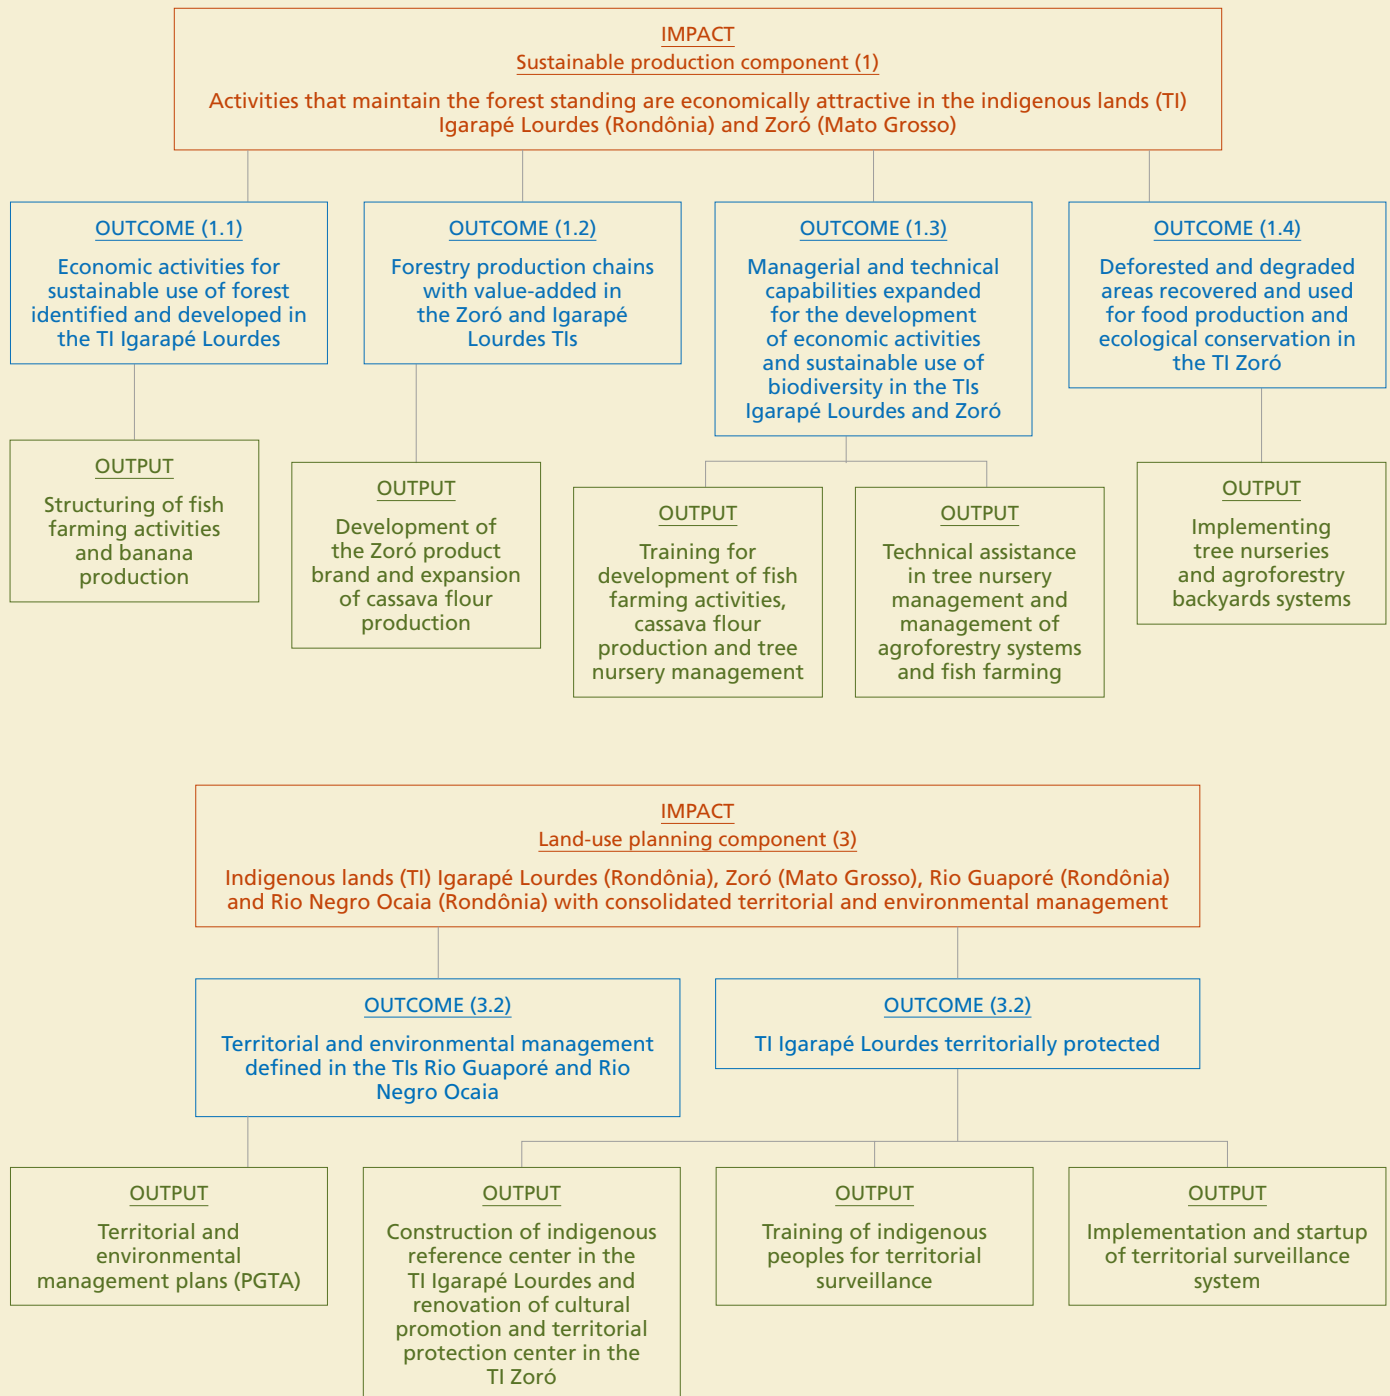 IMPACT
Sustainable production component (1)
Activities that maintain the forest standing are economically attractive in the indigenous lands (TI)
Igarapé Lourdes (Rondônia) and Zoró (Mato Grosso)
OUTCOME (1.1)
Economic activities for
sustainable use of forest
identified and developed in
the TI Igarapé Lourdes
OUTCOME (1.2)
Forestry production chains
with value-added in
the Zoró and Igarapé
Lourdes TIs
OUTCOME (1.3)
Managerial and technical
capabilities expanded
for the development
of economic activities
and sustainable use of
biodiversity in the TIs
Igarapé Lourdes and Zoró
OUTCOME (1.4)
Deforested and degraded
areas recovered and used
for food production and
ecological conservation in
the TI Zoró
OUTPUT
Structuring of fish
farming activities
and banana
production
OUTPUT
Development of
the Zoró product
brand and expansion
of cassava flour
production
OUTPUT
Training for
development of fish
farming activities,
cassava flour
production and tree
nursery management
OUTPUT
Technical assistance
in tree nursery
management and
management of
agroforestry systems
and fish farming
OUTPUT
Implementing
tree nurseries
and agroforestry
backyards systems
IMPACT
Land-use planning component (3)
Indigenous lands (TI) Igarapé Lourdes (Rondônia), Zoró (Mato Grosso), Rio Guaporé (Rondônia)
and Rio Negro Ocaia (Rondônia) with consolidated territorial and environmental management
OUTCOME (3.2)
Territorial and environmental management
defined in the TIs Rio Guaporé and Rio
Negro Ocaia
OUTCOME (3.2)
TI Igarapé Lourdes territorially protected
OUTPUT
Territorial and
environmental
management plans (PGTA)
OUTPUT
Construction of indigenous
reference center in the
TI Igarapé Lourdes and
renovation of cultural
promotion and territorial
protection center in the
TI Zoró
OUTPUT
Training of indigenous
peoples for territorial
surveillance
OUTPUT
Implementation and startup
of territorial surveillance
system